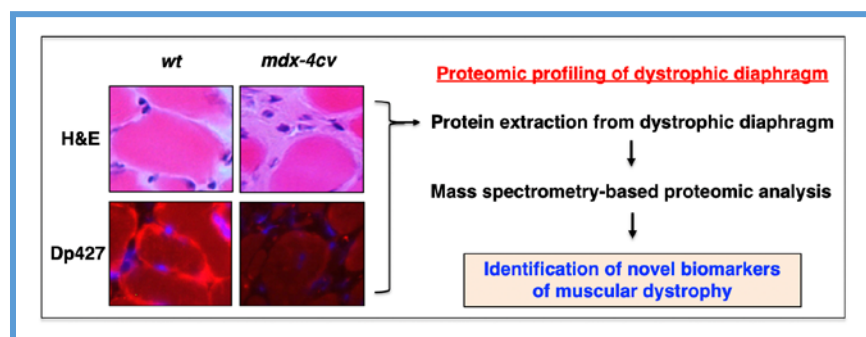 wt
mdx-4cv
H&E
Dp427
Proteomic profiling of dystrophic diaphragm
Protein extraction from dystrophic diaphragm
Mass spectrometry-based proteomic analysis
Identification of novel biomarkers
of muscular dystrophy